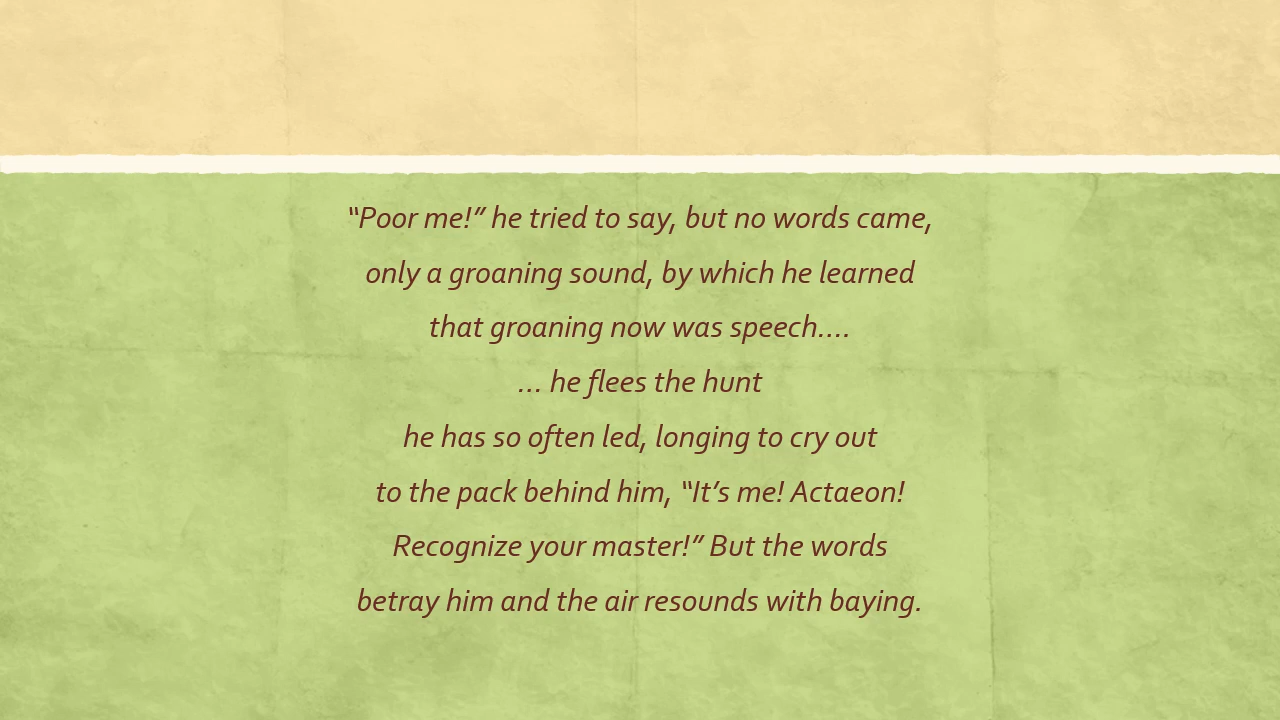 “Poor me!” he tried to say, but no words came,
only a groaning sound, by which he learned
that groaning now was speech….
… he flees the hunt
he has so often led, longing to cry out
to the pack behind him, “It’s me! Actaeon!
Recognize your master!” But the words
betray him and the air resounds with baying.